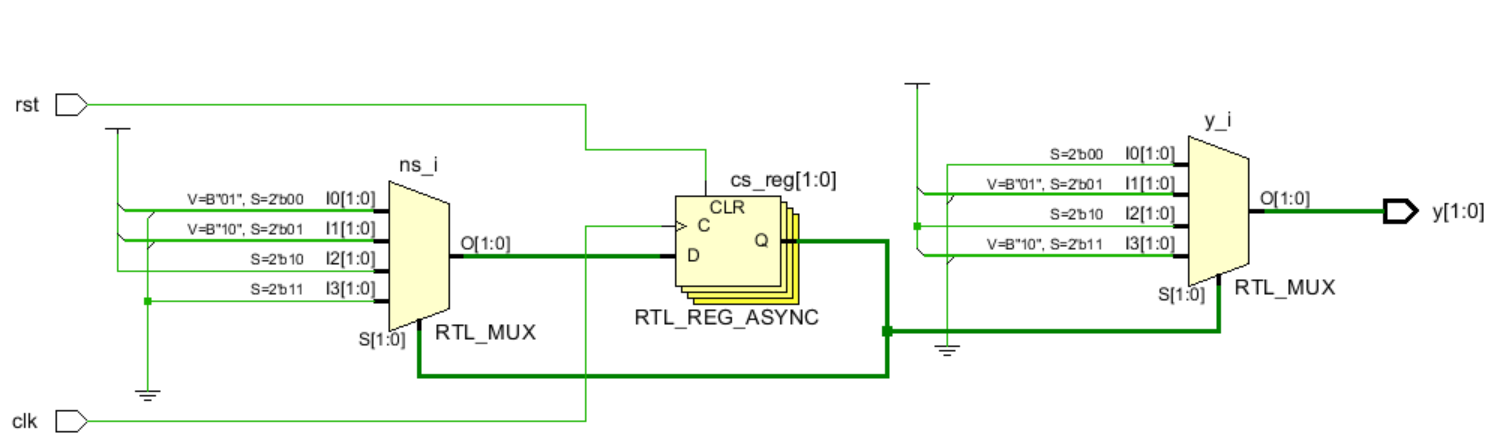 rst
ns_i
V=B"01", S=2'b00 I0[1:0]
V=B"10", S=2'b01 I1[1:0]
S=2'b10 I2[1:0]
S=2'b11 I3[1:0]
O[1:0]
S[1:0]
RTL_MUX
clk
cs_reg[1:0]
CLR
C
Q
D
RTL_REG_ASYNC
y_i
S=2'b00 I0[1:0]
V=B"01", S=2'b01 I1[1:0]
S=2'b10 I2[1:0]
V=B"10", S=2'b11 I3[1:0]
O[1:0]
S[1:0]
RTL_MUX
y[1:0]